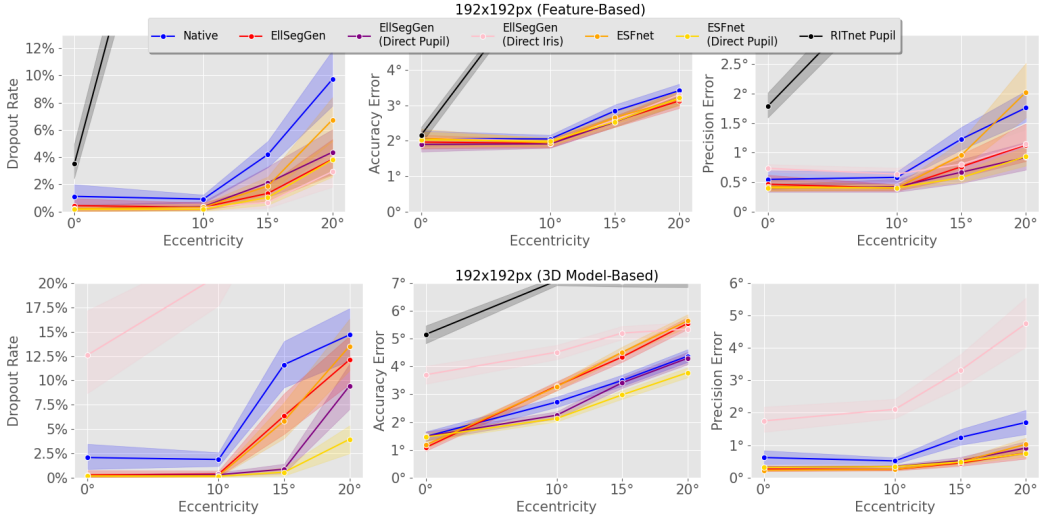 192x192px (Feature-Based)
Native
EllSegGen
EllSegGen
(Direct Pupil)
EllSegGen
(Direct Iris)
ESFnet
ESFnet
(Direct Pupil)
RITnet Pupil
Dropout Rate
12%
10%
8%
6%
4%
2%
0%
0°
10°
15°
20°
Eccentricity
Accuracy Error
4°
3°
2°
1°
0°
0°
10°
15°
20°
Eccentricity
Precision Error
2.5°
2°
1.5°
1°
0.5°
0°
0°
10°
15°
20°
Eccentricity
192x192px (3D Model-Based)
Dropout Rate
20%
17.5%
15%
12.5%
10%
7.5%
5%
2.5%
0%
0°
10°
15°
20°
Eccentricity
Accuracy Error
7°
6°
5°
4°
3°
2°
1°
0°
0°
10°
15°
20°
Eccentricity
Precision Error
6°
5°
4°
3°
2°
1°
0°
0°
10°
15°
20°
Eccentricity